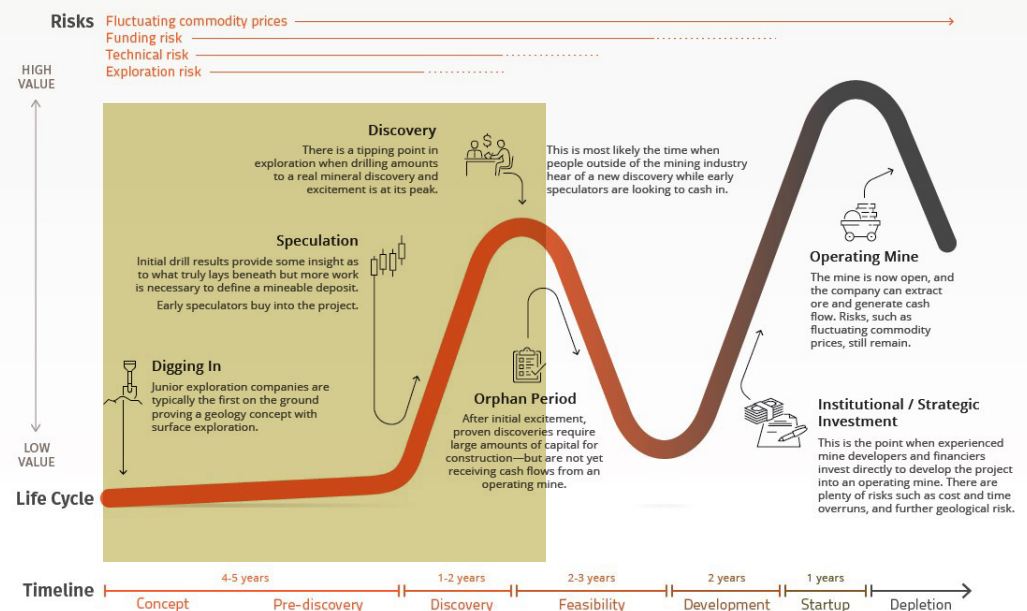 Risks
Fluctuating commodity prices
Funding risk
Technical risk
Exploration risk
HIGH
VALUE
Discovery
There is a tipping point in
exploration when drilling amounts
to a real mineral discovery and
excitement is at its peak.
$
This is most likely the time when
people outside of the mining industry
hear of a new discovery while early
speculators are looking to cash in.
Speculation
Initial drill results provide some insight as
to what truly lays beneath but more work
is necessary to define a mineable deposit.
Early speculators buy into the project.
Operating Mine
The mine is now open, and
the company can extract
ore and generate cash
flow. Risks, such as
fluctuating commodity
prices, still remain.
Digging In
Junior exploration companies are
typically the first on the ground
proving a geology concept with
surface exploration.
Orphan Period
After initial excitement,
proven discoveries require
large amounts of capital for
construction—but are not yet
receiving cash flows from an
operating mine.
Institutional / Strategic
Investment
This is the point when experienced
mine developers and financiers
invest directly to develop the project
into an operating mine. There are
plenty of risks such as cost and time
overruns, and further geological risk.
LOW
VALUE
Life Cycle
Timeline
4-5 years
1-2 years
2-3 years
2 years
1 years
Concept
Pre-discovery
Discovery
Feasibility
Development
Startup
Depletion